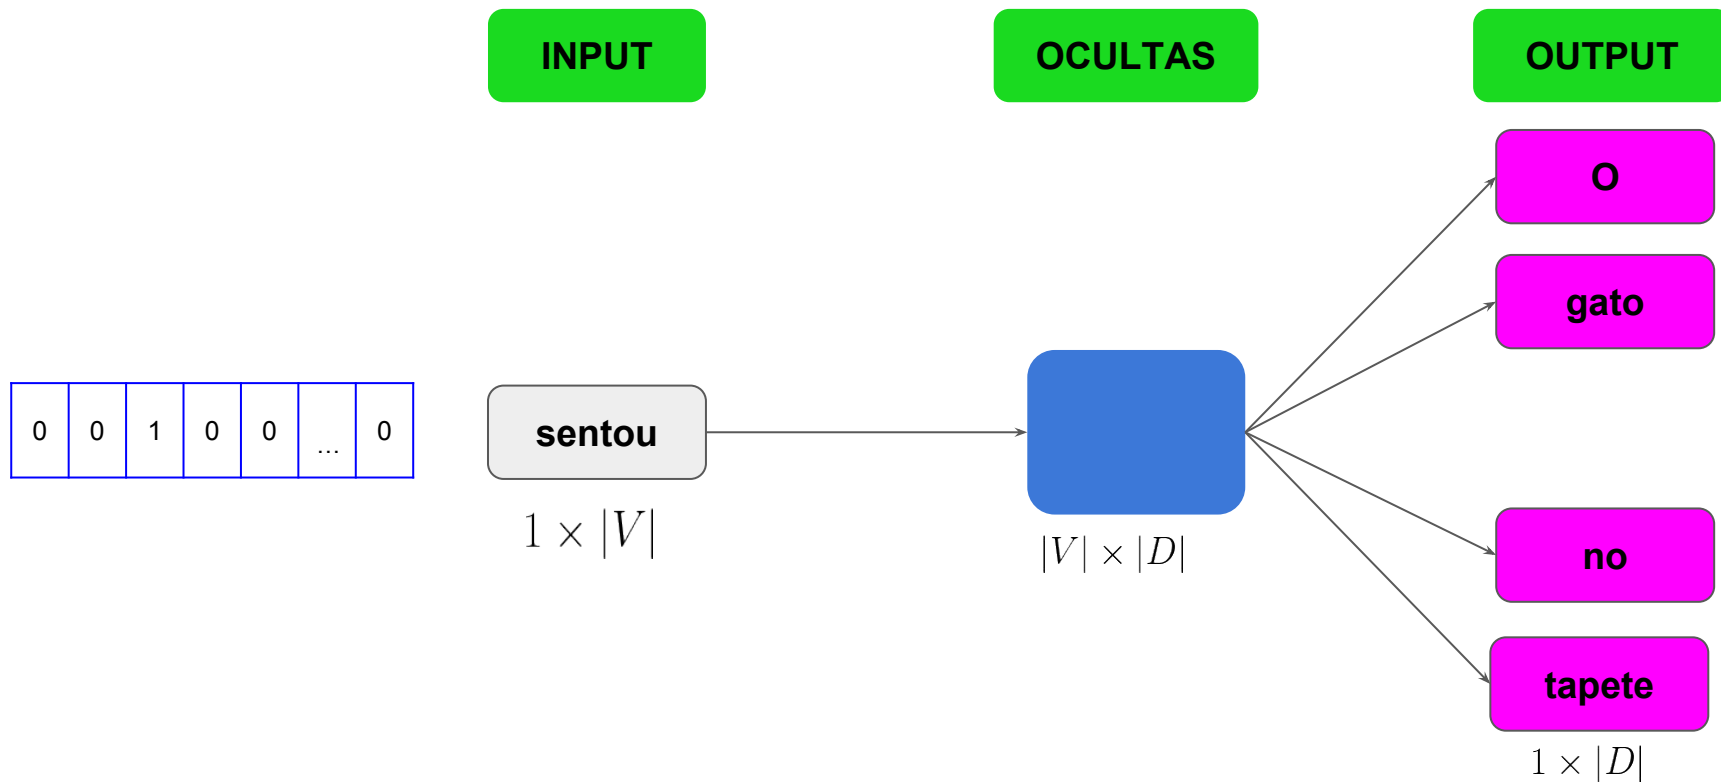 INPUT
OCULTAS
OUTPUT
O
gato
0 0 1 0 0 ... 0
sentou
1 × |V|
|V| × |D|
no
tapete
1 × |D|